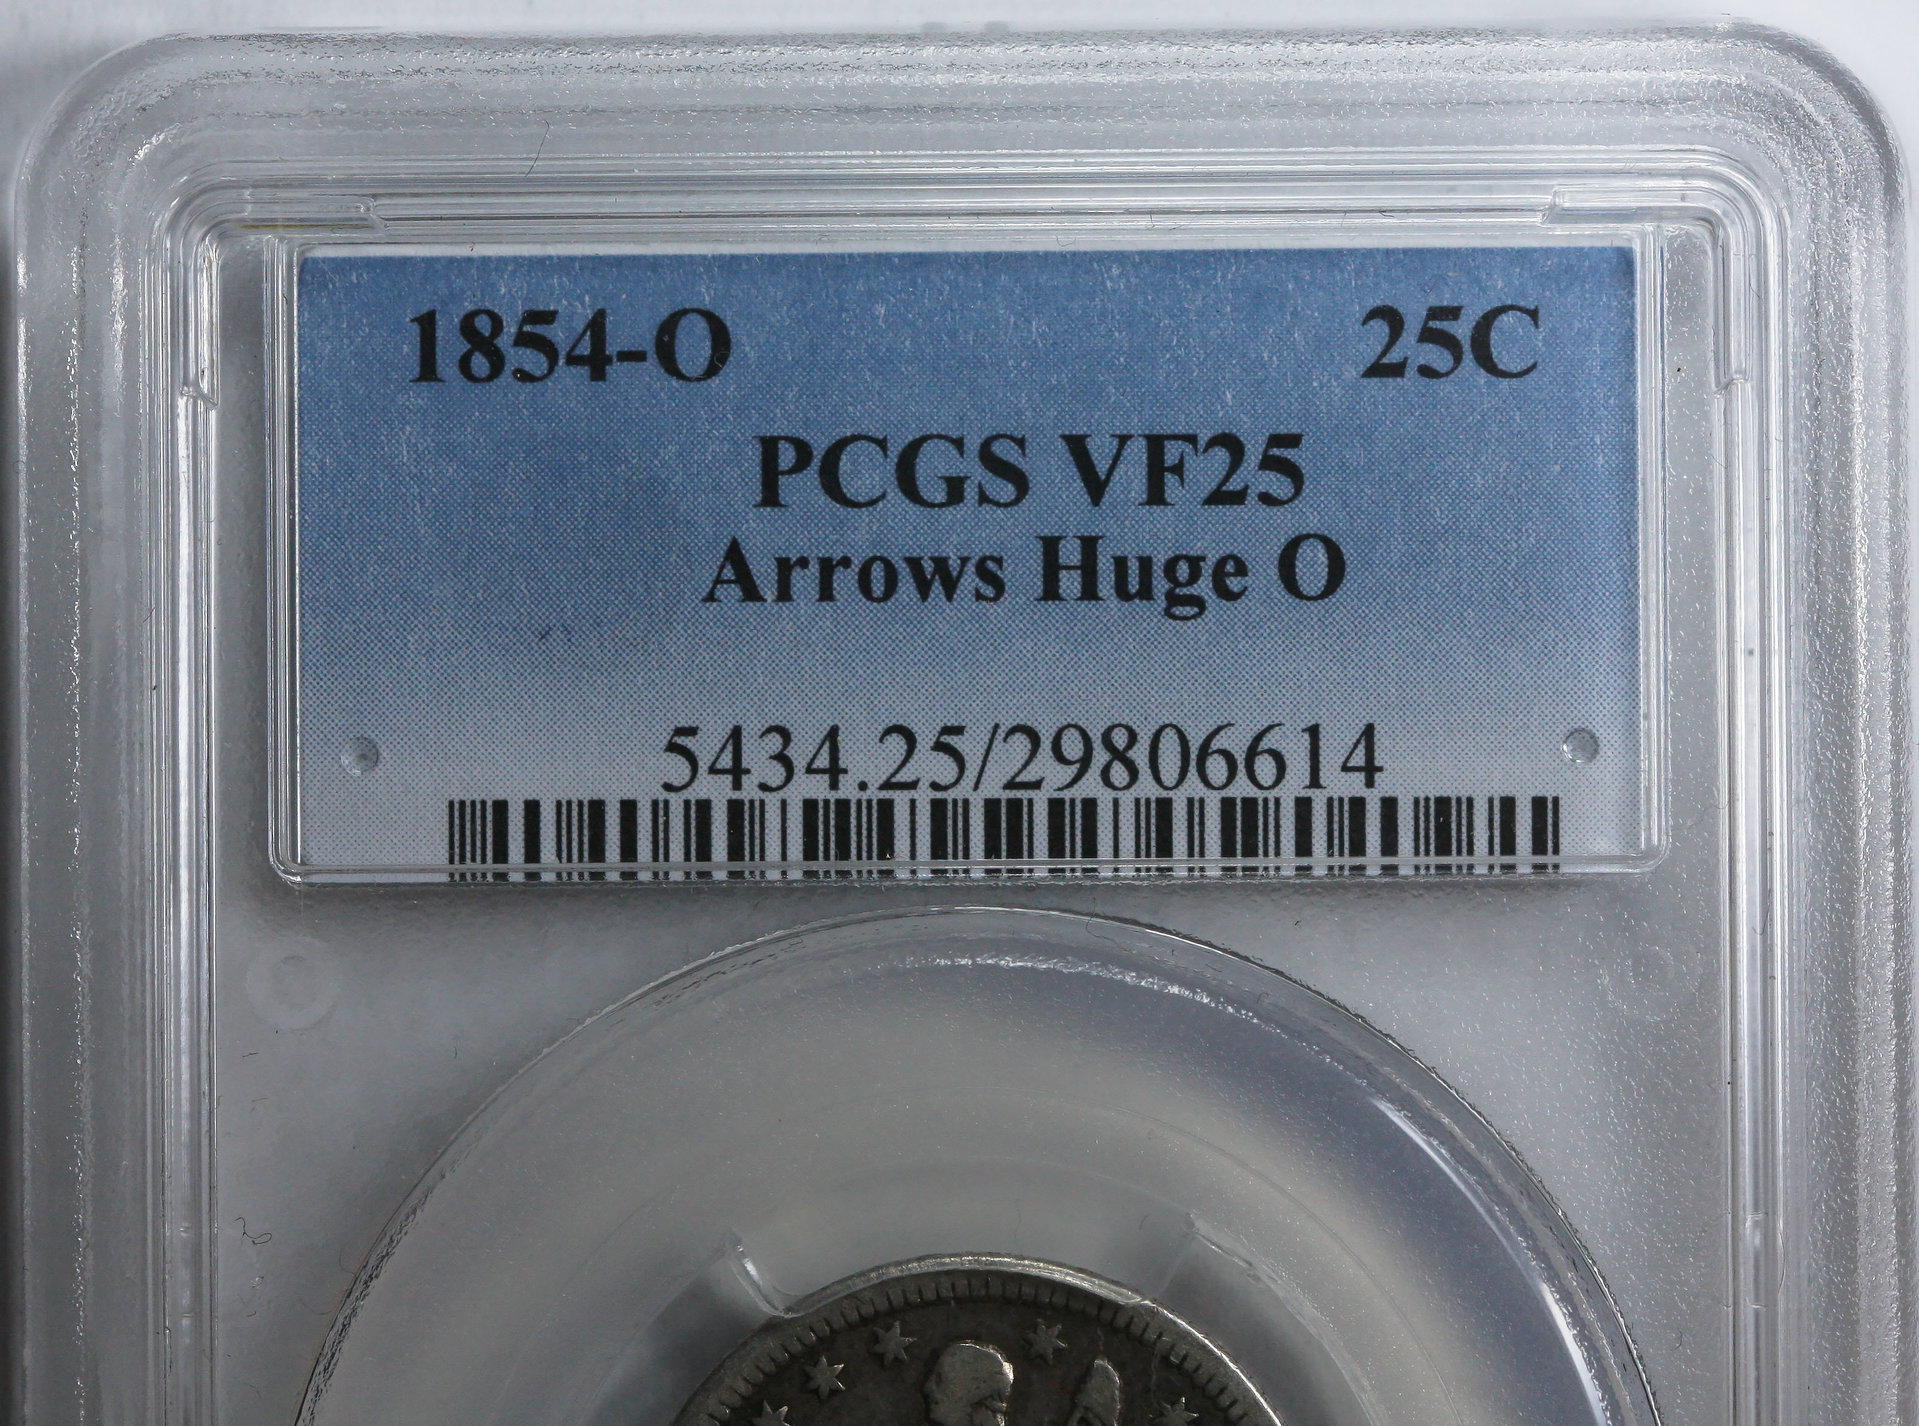 1854-O 25C
PCGS VF25
Arrows Huge O
5434.25/29806614